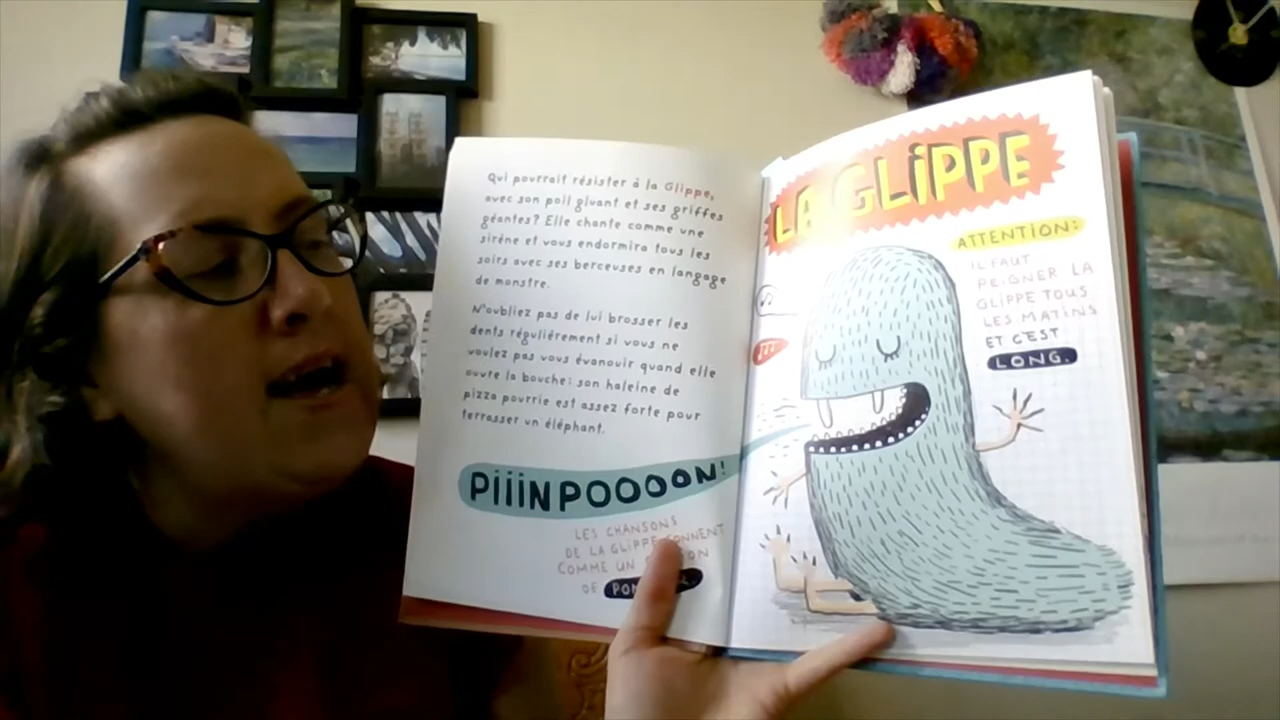 Qui pourrait résister à la Glippe,
avec son poil gluant et ses griffes
géantes? Elle chante comme une
sirène et vous endormira tous les
soirs avec ses berceuses en langage
de monstre.
N'oubliez pas de lui brosser les
dents régulièrement si vous ne
voulez pas vous évanouir quand elle
ouvre la bouche: son haleine de
pizza pourrie est assez forte pour
terrasser un éléphant.
PiiiNPOOOON!
LES CHANSONS
DE LA GLIPPE SONNENT
COMME UN
DE
LA GLiPPE
ATTENTION:
IL FAUT
PEIGNER LA
GLIPPE TOUS
LES MATINS
ET C'EST
LONG.